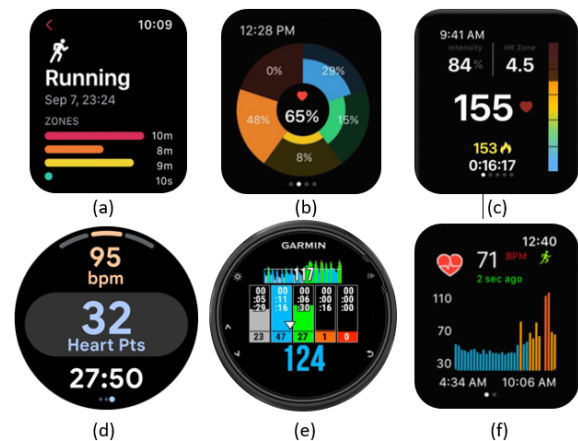 10:09
Running
Sep 7, 23:24
ZONES
10m
8m
9m
10s
(a)
12:28 PM
0%
29%
48%
65%
15%
8%
(b)
9:41 AM
Intensity
HR Zone
84%
4.5
155
153
0:16:17
(c)
95
bpm
32
Heart Pts
27:50
(d)
GARMIN
117
00 00 00 00 00
:05 :11 :06 :00 :00
:29 :16 :30 :16 :00
23 47 27 1 0
124
(e)
12:40
71 BPM
2 sec ago
110
70
30
4:34 AM 10:06 AM
(f)